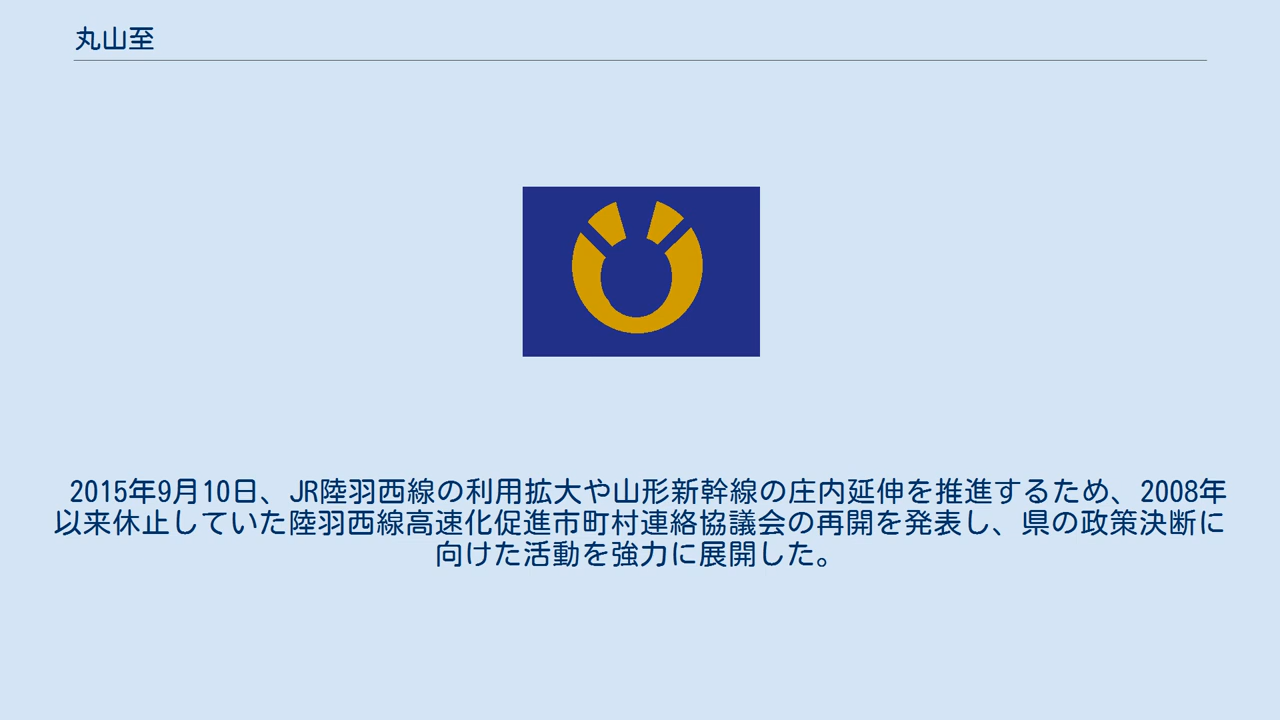 丸山至
2015年9月10日、JR陸羽西線の利用拡大や山形新幹線の庄内延伸を推進するため、2008年
以来休止していた陸羽西線高速化促進市町村連絡協議会の再開を発表し、県の政策決断に
向けた活動を強力に展開した。